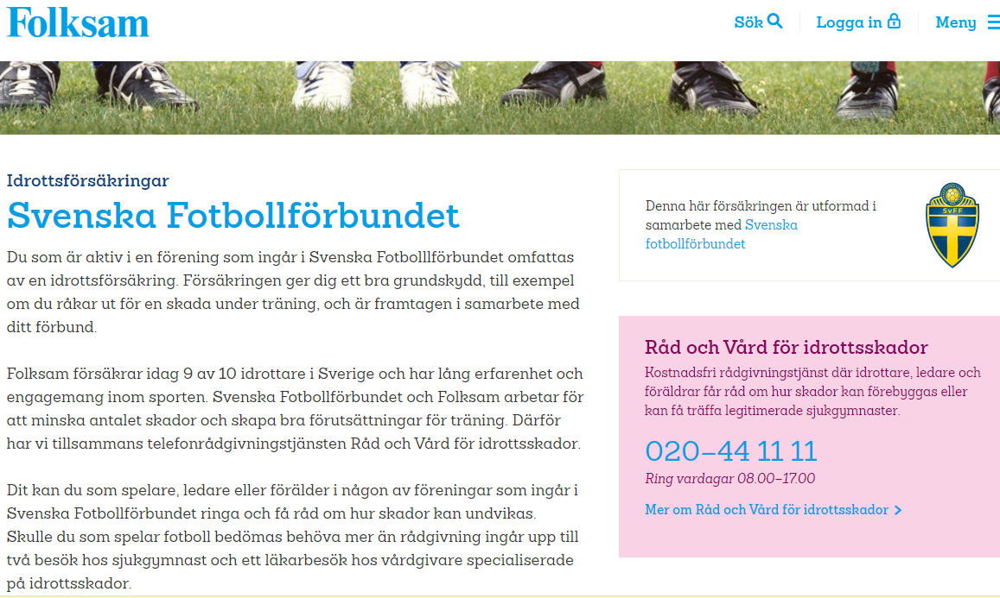 Folksam
Sök
Logga in
Meny
Idrottsförsäkringar
Svenska Fotbollförbundet
Du som är aktiv i en förening som ingår i Svenska Fotbolllförbundet omfattas
av en idrottsförsäkring. Försäkringen ger dig ett bra grundskydd, till exempel
om du råkar ut för en skada under träning, och är framtagen i samarbete med
ditt förbund.
Folksam försäkrar idag 9 av 10 idrottare i Sverige och har lång erfarenhet och
engagemang inom sporten. Svenska Fotbollförbundet och Folksam arbetar för
att minska antalet skador och skapa bra förutsättningar för träning. Därför
har vi tillsammans telefonrådgivningstjänsten Råd och Vård för idrottsskador.
Dit kan du som spelare, ledare eller förälder i någon av föreningar som ingår i
Svenska Fotbollförbundet ringa och få råd om hur skador kan undvikas.
Skulle du som spelar fotboll bedömas behöva mer än rådgivning ingår upp till
två besök hos sjukgymnast och ett läkarbesök hos vårdgivare specialiserade
på idrottsskador.
Denna här försäkringen är utformad i
samarbete med Svenska
fotbollförbundet
SvFF
Råd och Vård för idrottsskador
Kostnadsfri rådgivningstjänst där idrottare, ledare och
föräldrar får råd om hur skador kan förebyggas eller
kan få träffa legitimerade sjukgymnaster.
020–44 11 11
Ring vardagar 08.00–17.00
Mer om Råd och Vård för idrottsskador